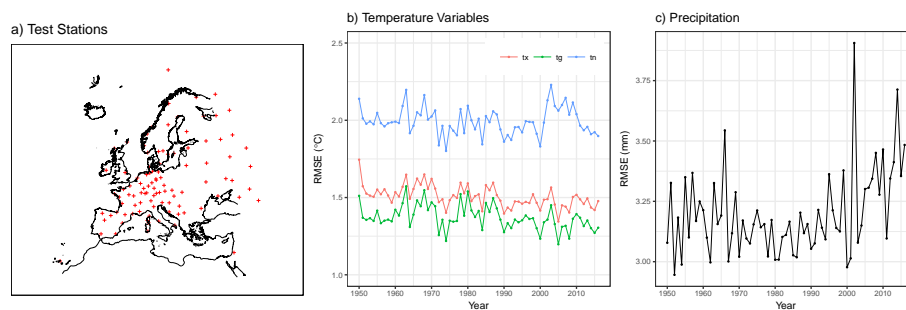 a) Test Stations
b) Temperature Variables
c) Precipitation
RMSE (°C)
2.5
2.0
1.5
1.0
tx tg tn
1950 1960 1970 1980 1990 2000 2010
Year
RMSE (mm)
3.75
3.50
3.25
3.00
1950 1960 1970 1980 1990 2000 2010
Year